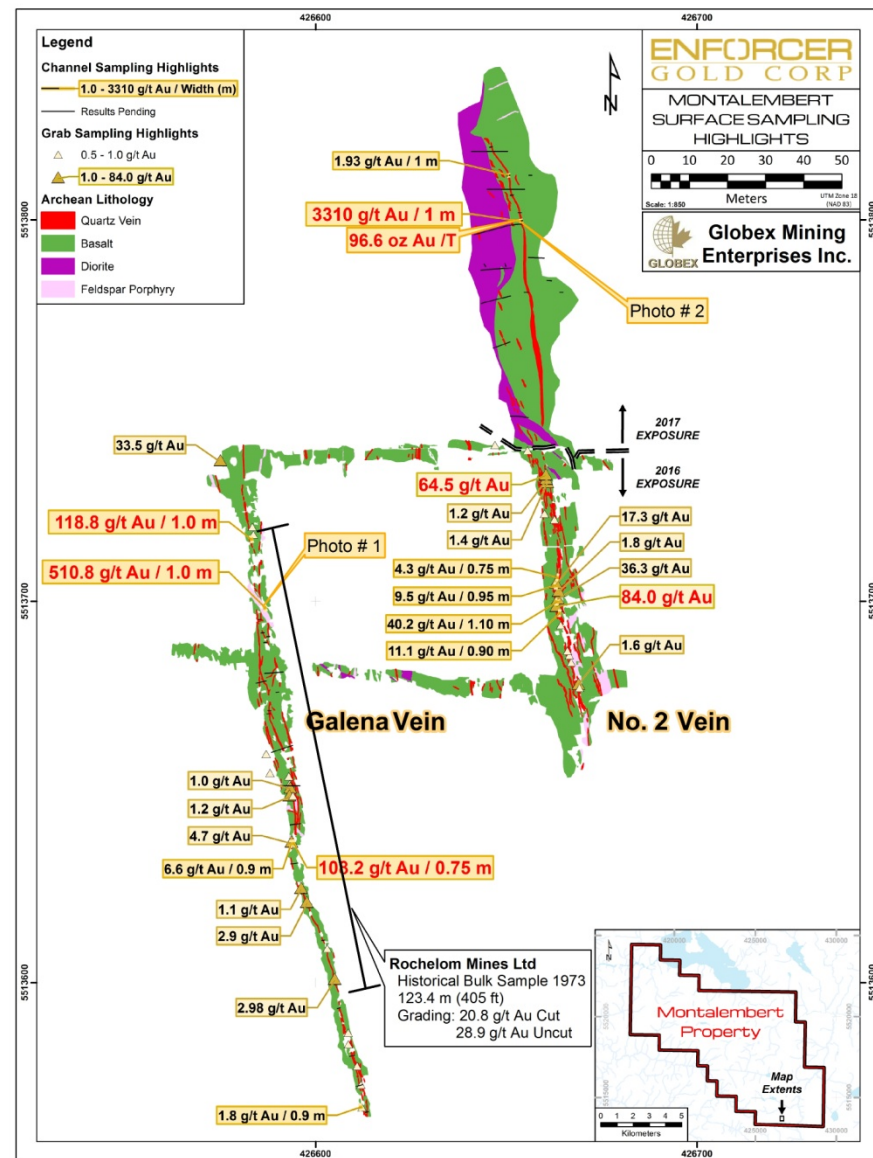 426600
426700
Legend
Channel Sampling Highlights
1.0 - 3310 g/t Au / Width (m)
Results Pending
Grab Sampling Highlights
0.5 - 1.0 g/t Au
1.0 - 84.0 g/t Au
Archean Lithology
Quartz Vein
Basalt
Diorite
Feldspar Porphyry
N
ENFORCER
GOLD CORP
MONTALEMBERT
SURFACE SAMPLING
HIGHLIGHTS
0 10 20 30 40 50
Meters
Scale: 1:850
UTM Zone 18
(NAD 83)
GLOBEX
Globex Mining
Enterprises Inc.
5513800
5513800
1.93 g/t Au / 1 m
3310 g/t Au / 1 m
96.6 oz Au /T
Photo # 2
2017
EXPOSURE
2016
EXPOSURE
33.5 g/t Au
118.8 g/t Au / 1.0 m
510.8 g/t Au / 1.0 m
Photo # 1
64.5 g/t Au
1.2 g/t Au
1.4 g/t Au
17.3 g/t Au
1.8 g/t Au
36.3 g/t Au
84.0 g/t Au
4.3 g/t Au / 0.75 m
9.5 g/t Au / 0.95 m
40.2 g/t Au / 1.10 m
11.1 g/t Au / 0.90 m
1.6 g/t Au
5513700
5513700
Galena Vein
No. 2 Vein
1.0 g/t Au
1.2 g/t Au
4.7 g/t Au
6.6 g/t Au / 0.9 m
108.2 g/t Au / 0.75 m
1.1 g/t Au
2.9 g/t Au
2.98 g/t Au
1.8 g/t Au / 0.9 m
Rochelom Mines Ltd
Historical Bulk Sample 1973
123.4 m (405 ft)
Grading: 20.8 g/t Au Cut
28.9 g/t Au Uncut
5513600
5513600
Montalembert
Property
Map
Extents
0 1 2 3 4 5
Kilometers
426600
426700